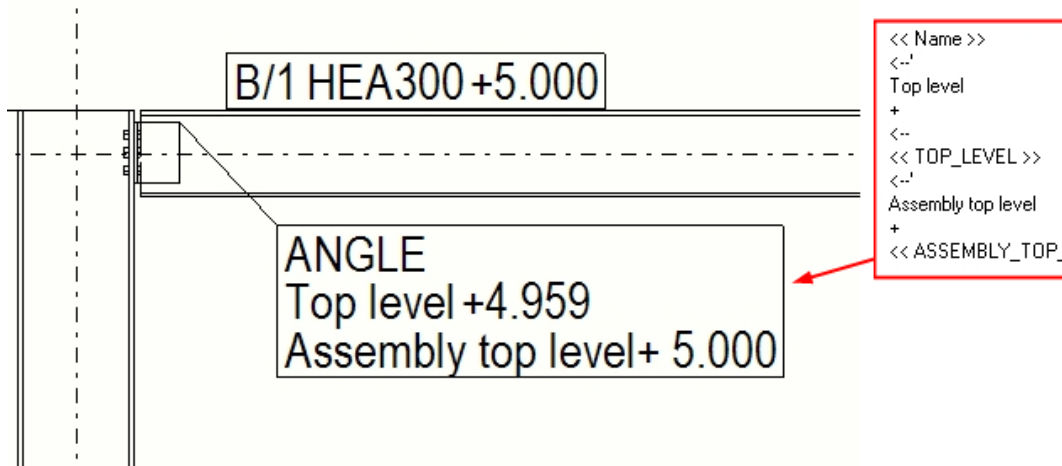 B/1 HEA300 +5.000
ANGLE
Top level +4.959
Assembly top level+ 5.000
<< Name >>
<--'
Top level
+
<--
<< TOP_LEVEL >>
<--'
Assembly top level
+
<< ASSEMBLY_TOP_